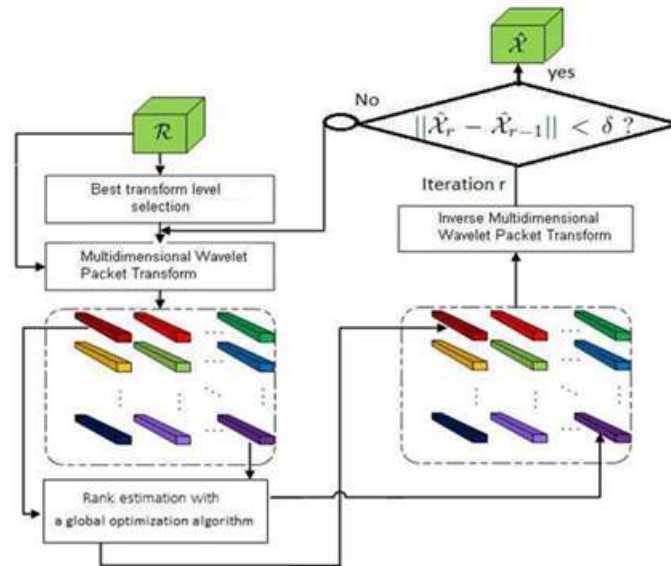 𝒳̂
yes
No
||𝒳̂ᵣ − 𝒳̂ᵣ₋₁|| < δ ?
ℛ
Best transform level
selection
Iteration r
Inverse Multidimensional
Wavelet Packet Transform
Multidimensional Wavelet
Packet Transform
Rank estimation with
a global optimization algorithm